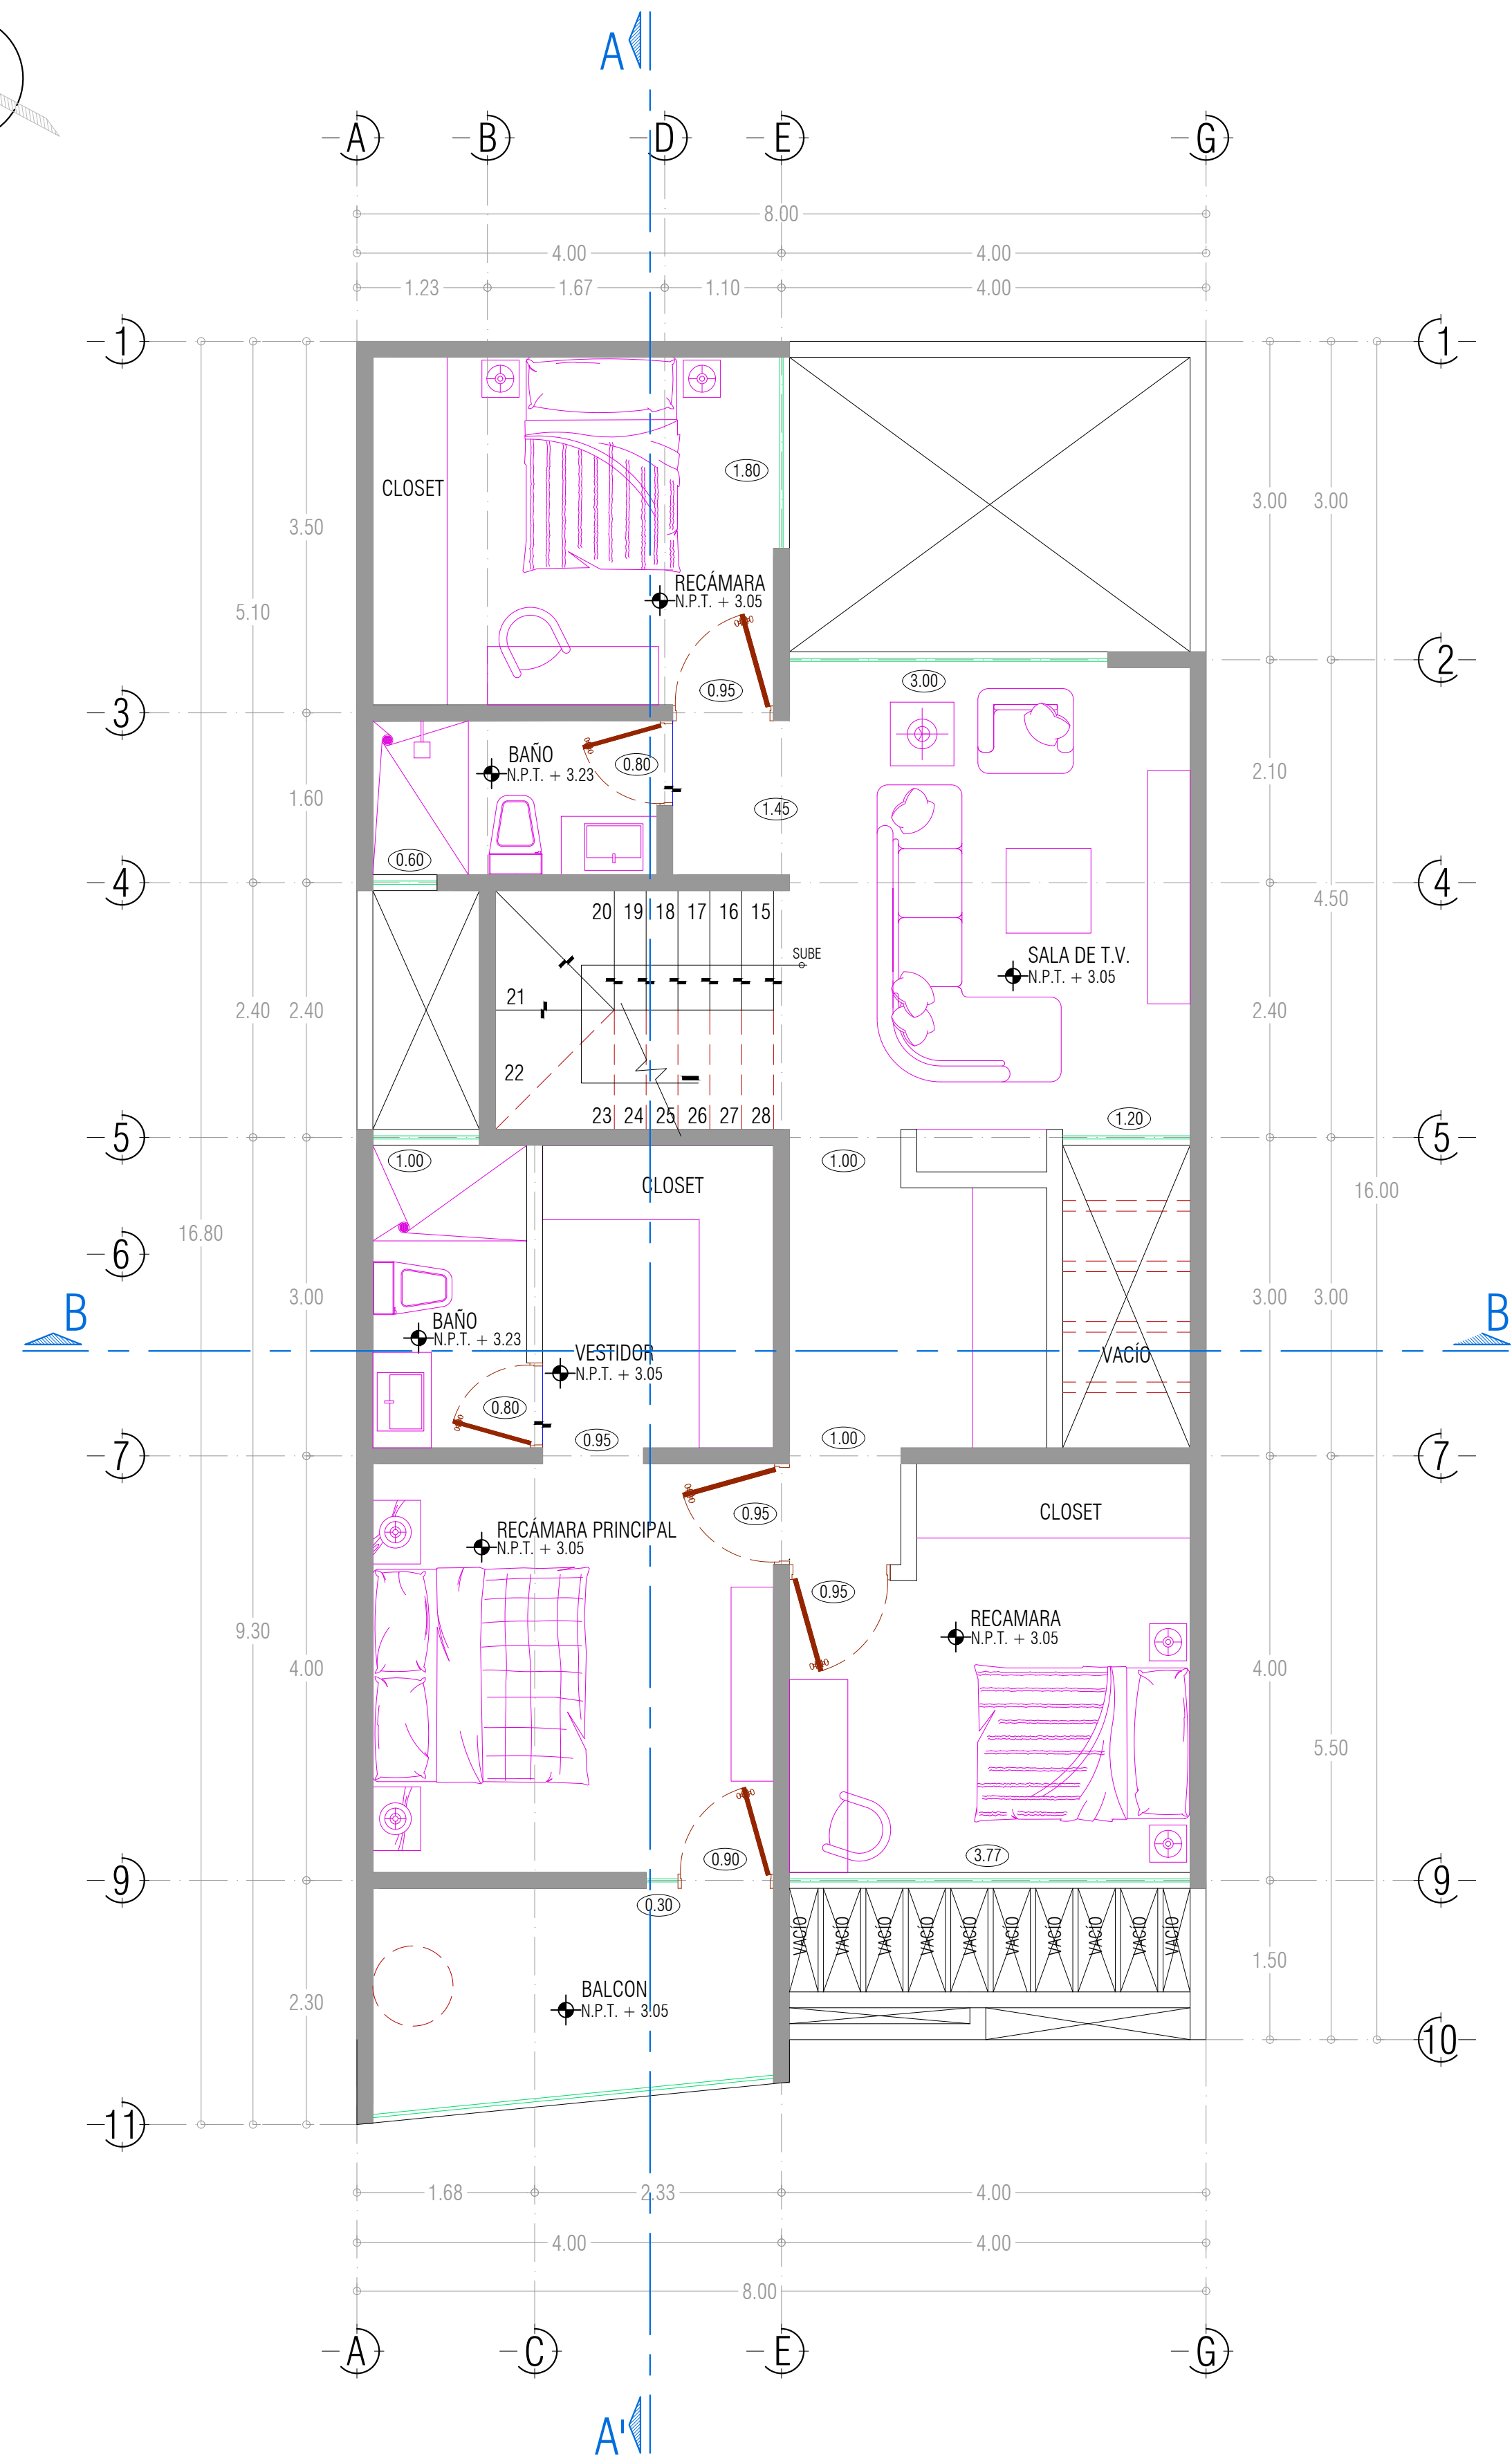 A
A B D E G
8.00
4.00 4.00
1.23 1.67 1.10 4.00
1 1
CLOSET
1.80
3.50 3.00 3.00
RECÁMARA
N.P.T. + 3.05
5.10
2
3.00
0.95
3
BAÑO
N.P.T. + 3.23
0.80
2.10
1.60
1.45
0.60
4 4
4.50
20 19 18 17 16 15
SUBE
SALA DE T.V.
N.P.T. + 3.05
21
2.40 2.40 2.40
22
23 24 25 26 27 28
1.20
5 5
1.00 1.00
CLOSET
16.00
16.80
6
3.00 3.00 3.00
B B
BAÑO
N.P.T. + 3.23
VESTIDOR
N.P.T. + 3.05
VACÍO
0.80
0.95 1.00
7 7
CLOSET
0.95
RECÁMARA PRINCIPAL
N.P.T. + 3.05
0.95
RECAMARA
N.P.T. + 3.05
9.30
4.00 4.00
5.50
0.90 3.77
9 9
0.30
VACÍO VACÍO VACÍO VACÍO VACÍO VACÍO VACÍO VACÍO VACÍO VACÍO
1.50
BALCON
N.P.T. + 3.05
2.30
10
11
1.68 2.33 4.00
4.00 4.00
8.00
A C E G
A'